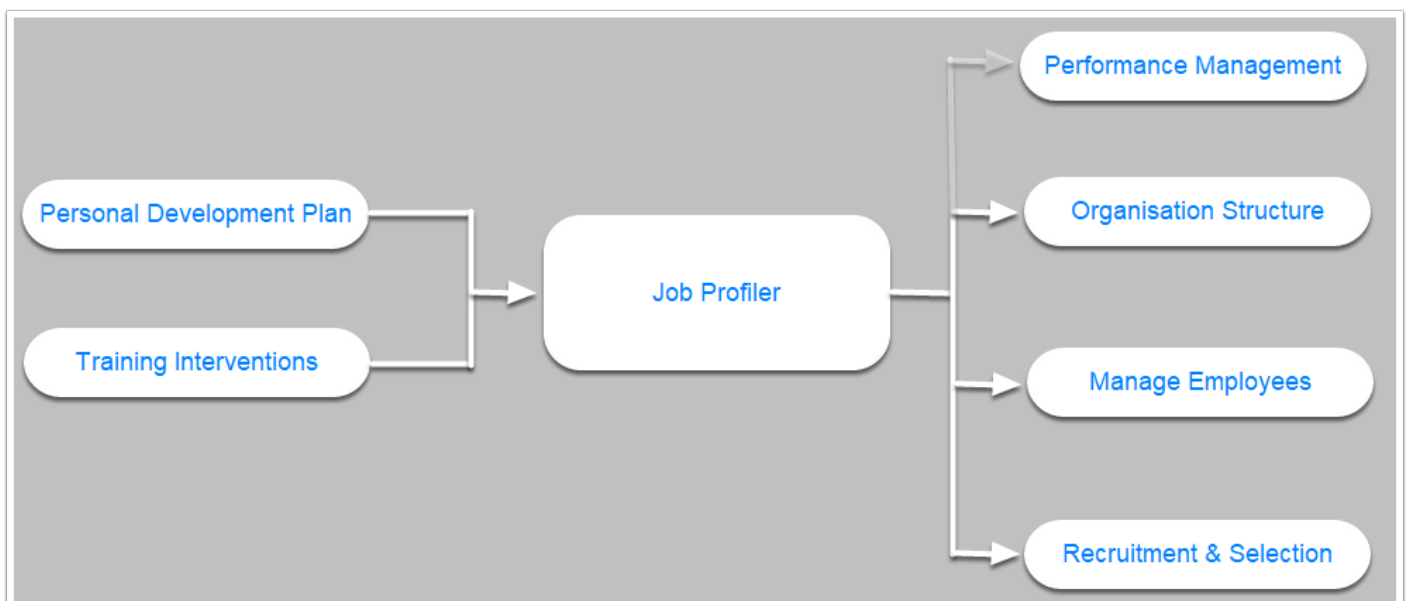 Performance Management
Personal Development Plan
Organisation Structure
Job Profiler
Training Interventions
Manage Employees
Recruitment & Selection